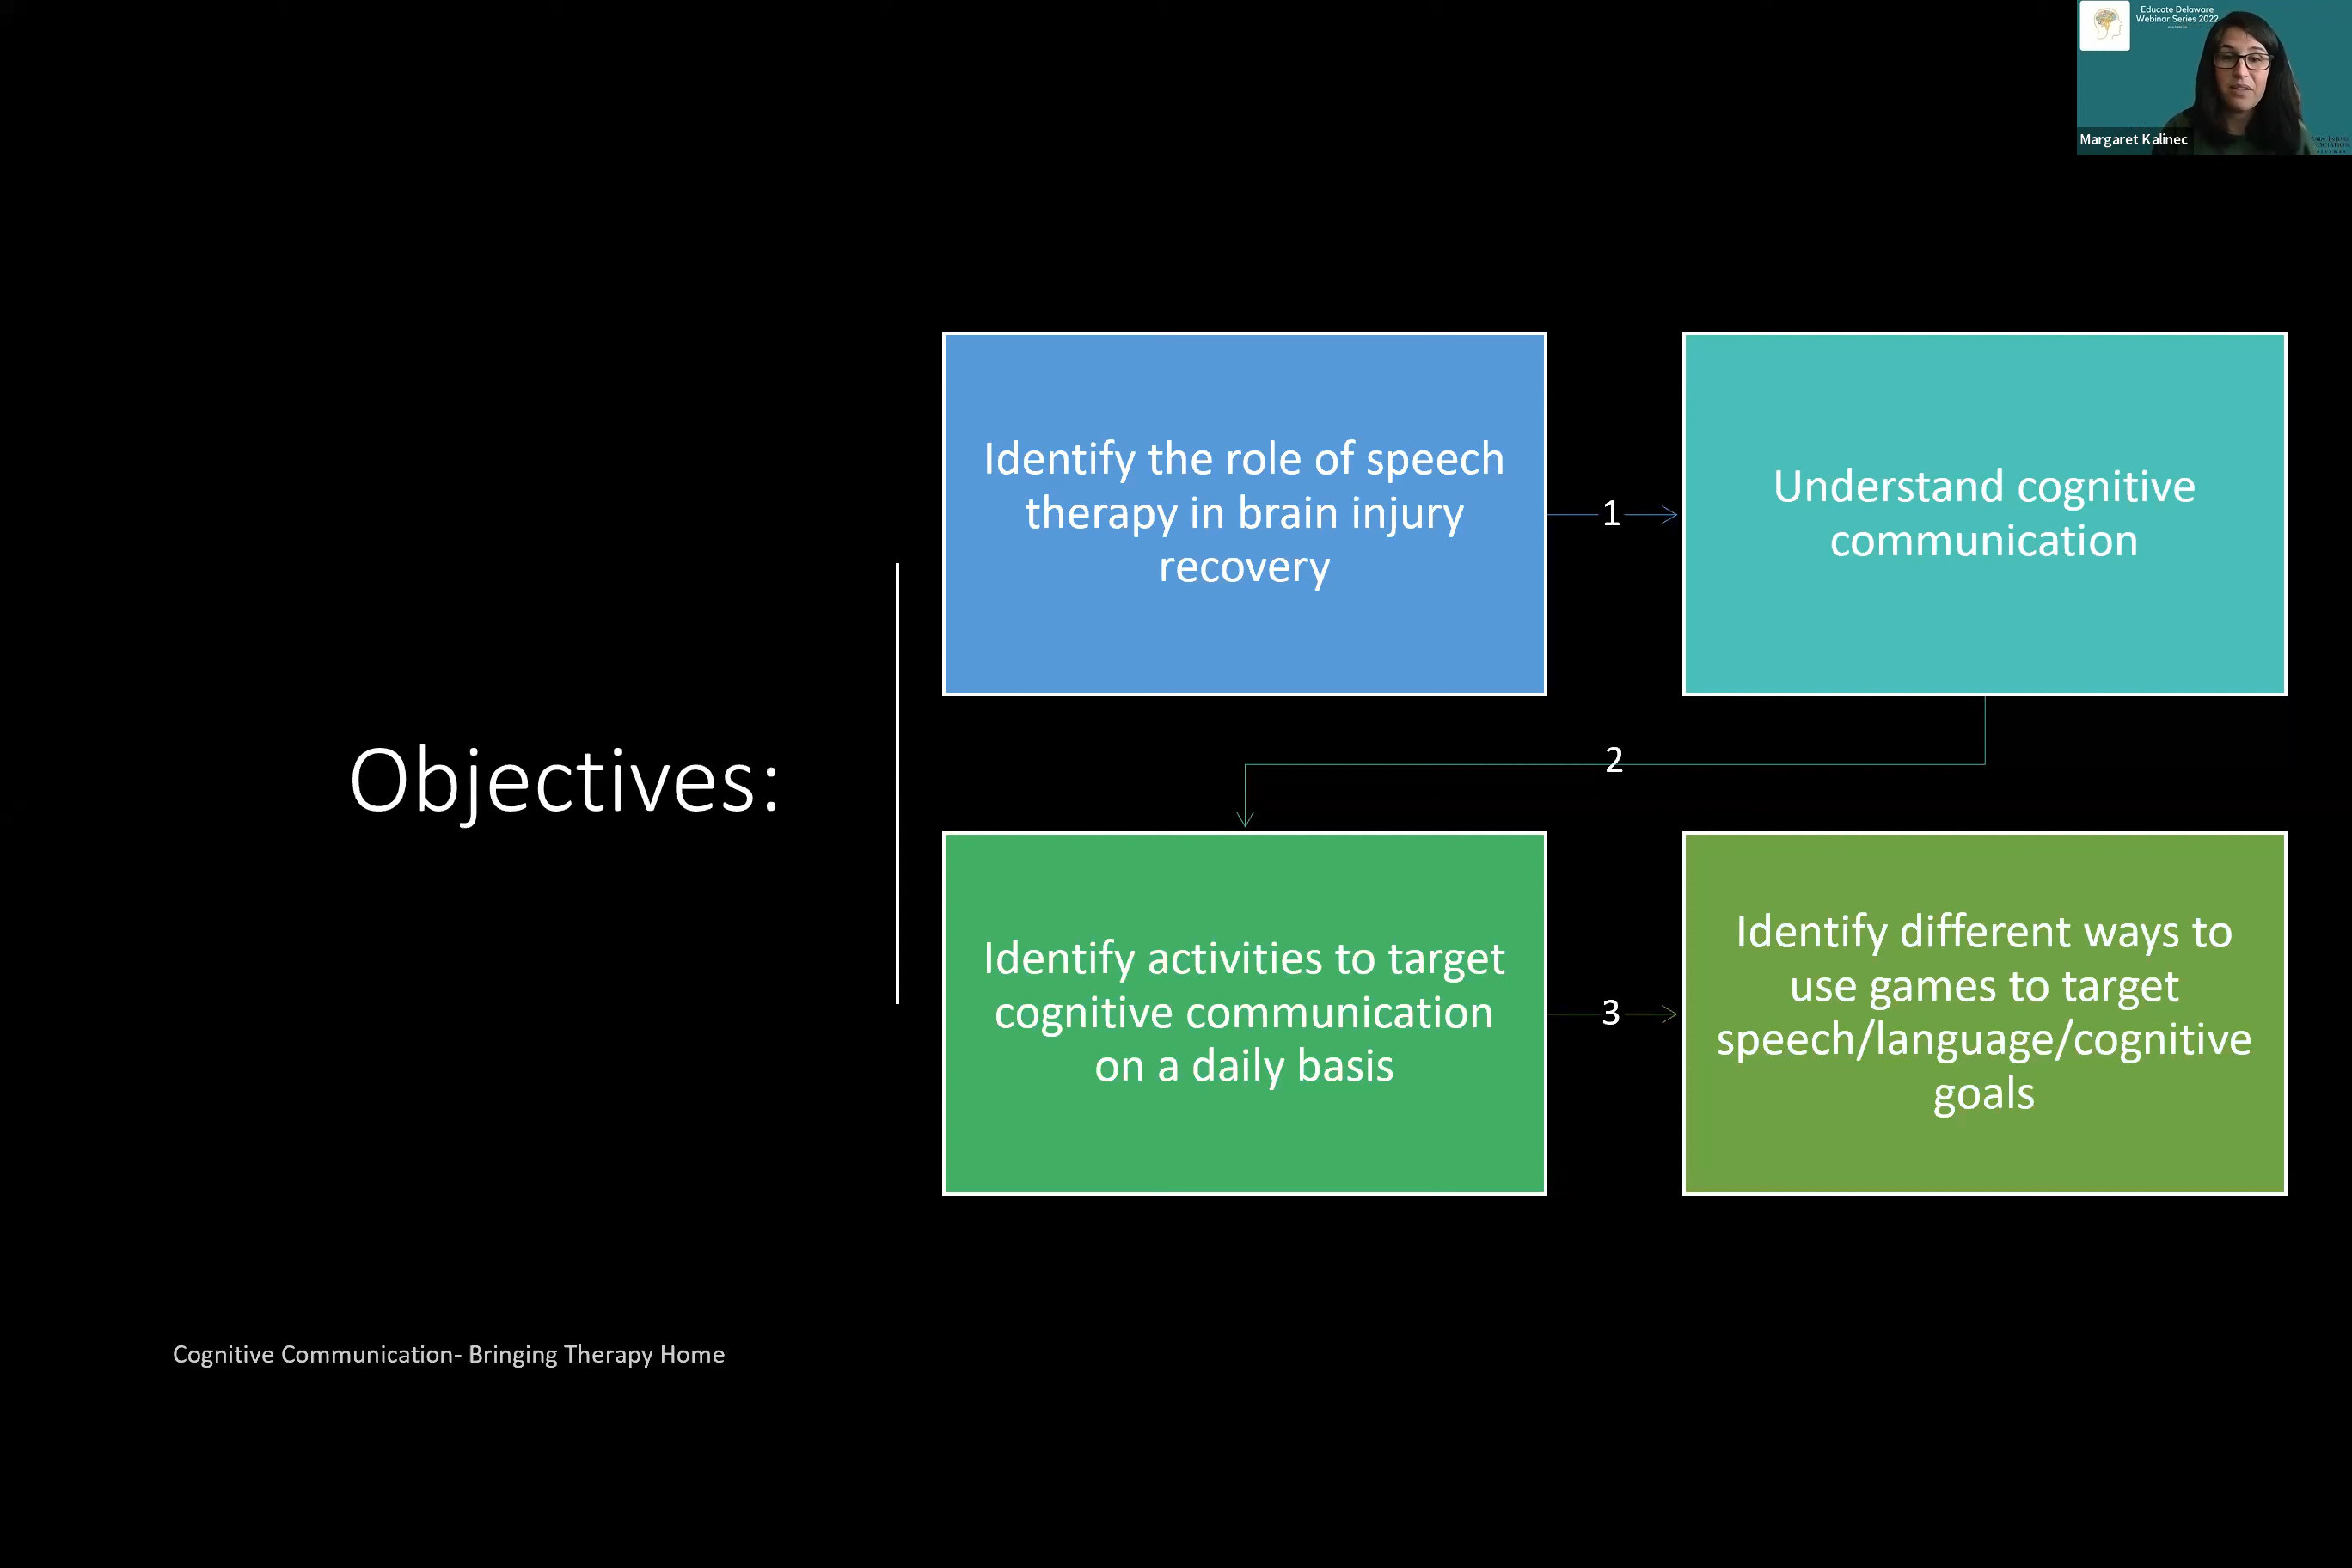 Educate Delaware
Webinar Series 2022
Margaret Kalinec
Objectives:
Identify the role of speech
therapy in brain injury
recovery
1
Understand cognitive
communication
2
Identify activities to target
cognitive communication
on a daily basis
3
Identify different ways to
use games to target
speech/language/cognitive
goals
Cognitive Communication- Bringing Therapy Home